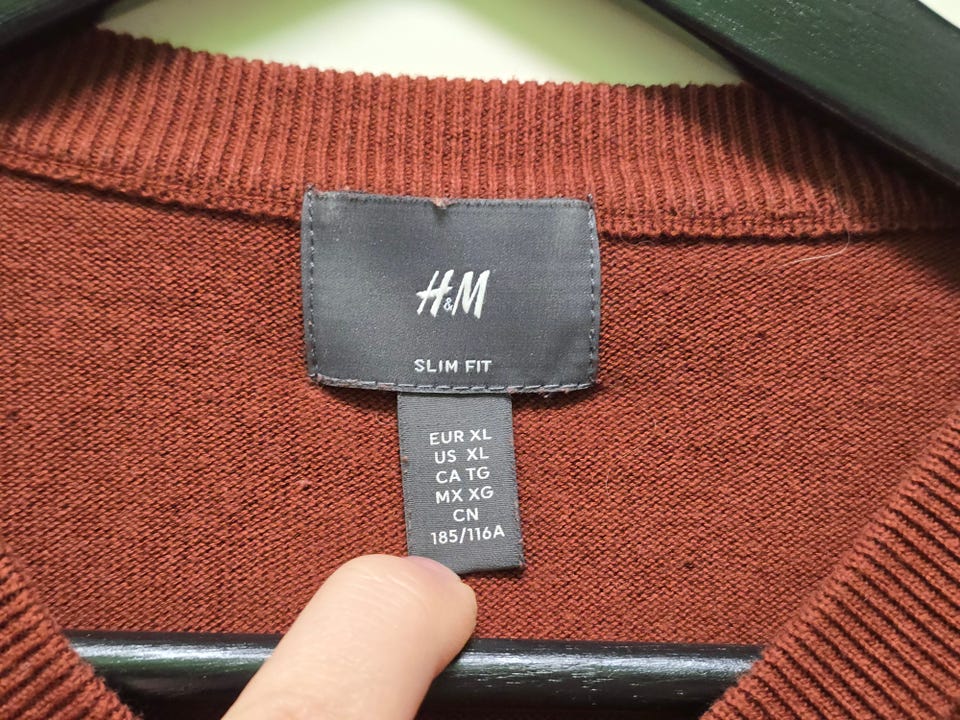 H&M
SLIM FIT
EUR XL
US XL
CA TG
MX XG
CN
185/116A